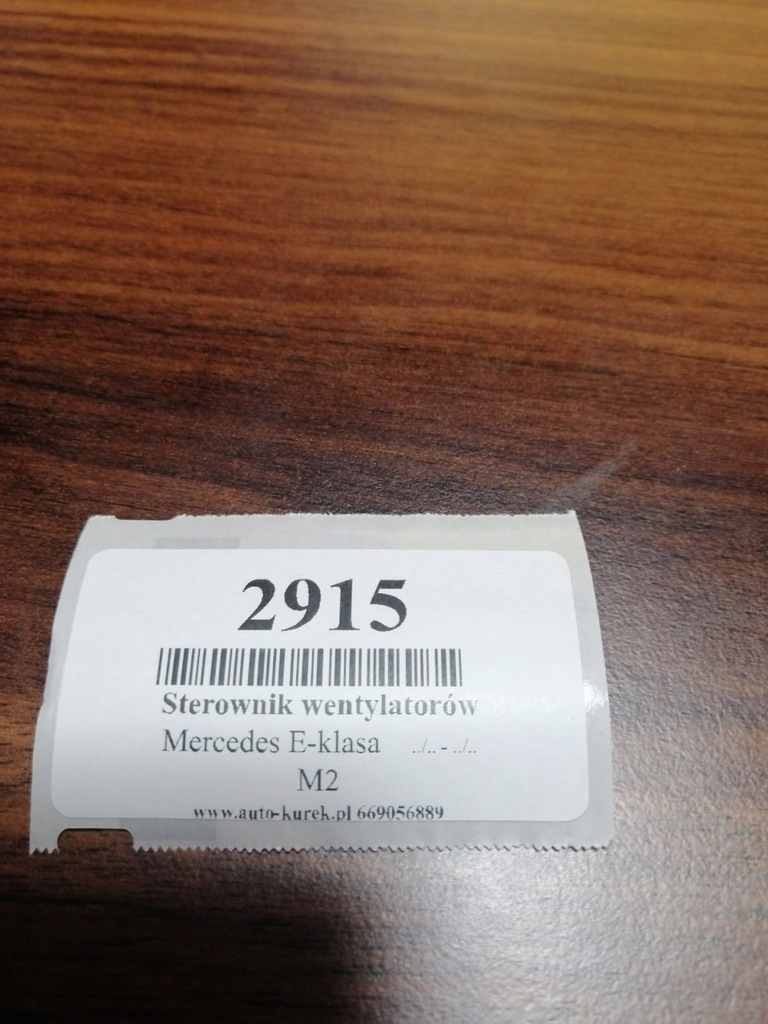 2915
Sterownik wentylatorów
Mercedes E-klasa ../.. - ../..
M2
www.auto-kurek.pl 669056889